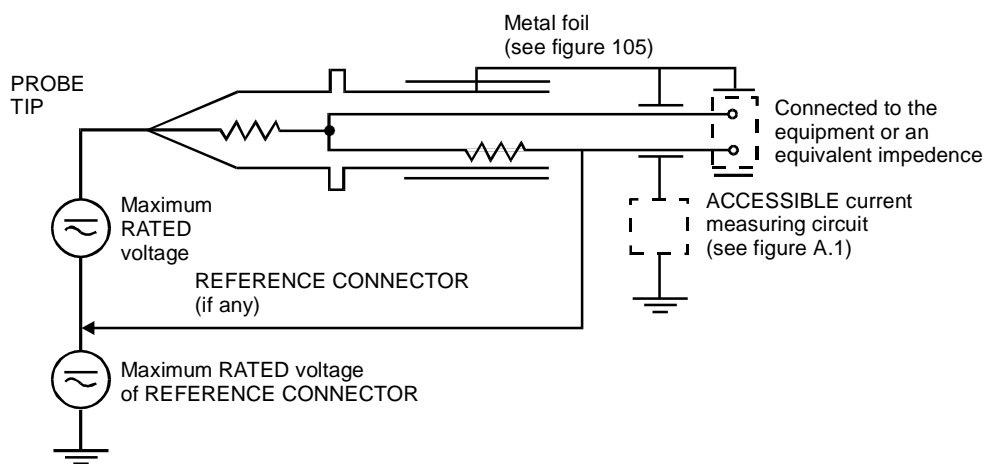 Metal foil
(see figure 105)
PROBE
TIP
Connected to the
equipment or an
equivalent impedence
ACCESSIBLE current
measuring circuit
(see figure A.1)
Maximum
RATED
voltage
REFERENCE CONNECTOR
(if any)
Maximum RATED voltage
of REFERENCE CONNECTOR